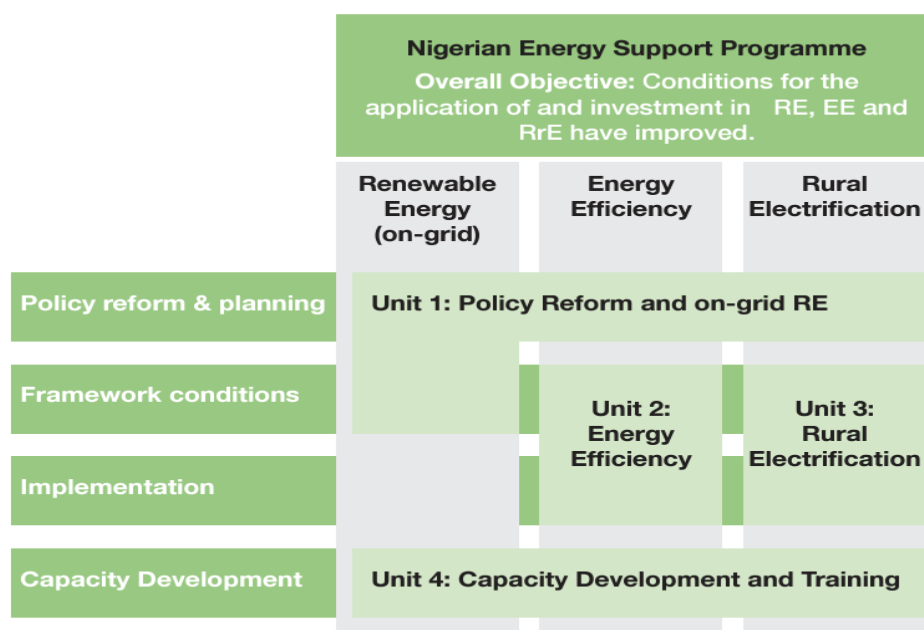 Nigerian Energy Support Programme
Overall Objective: Conditions for the
application of and investment in RE, EE and
RrE have improved.
Renewable
Energy
(on-grid)
Energy
Efficiency
Rural
Electrification
Policy reform & planning
Unit 1: Policy Reform and on-grid RE
Framework conditions
Unit 2:
Energy
Efficiency
Unit 3:
Rural
Electrification
Implementation
Capacity Development
Unit 4: Capacity Development and Training